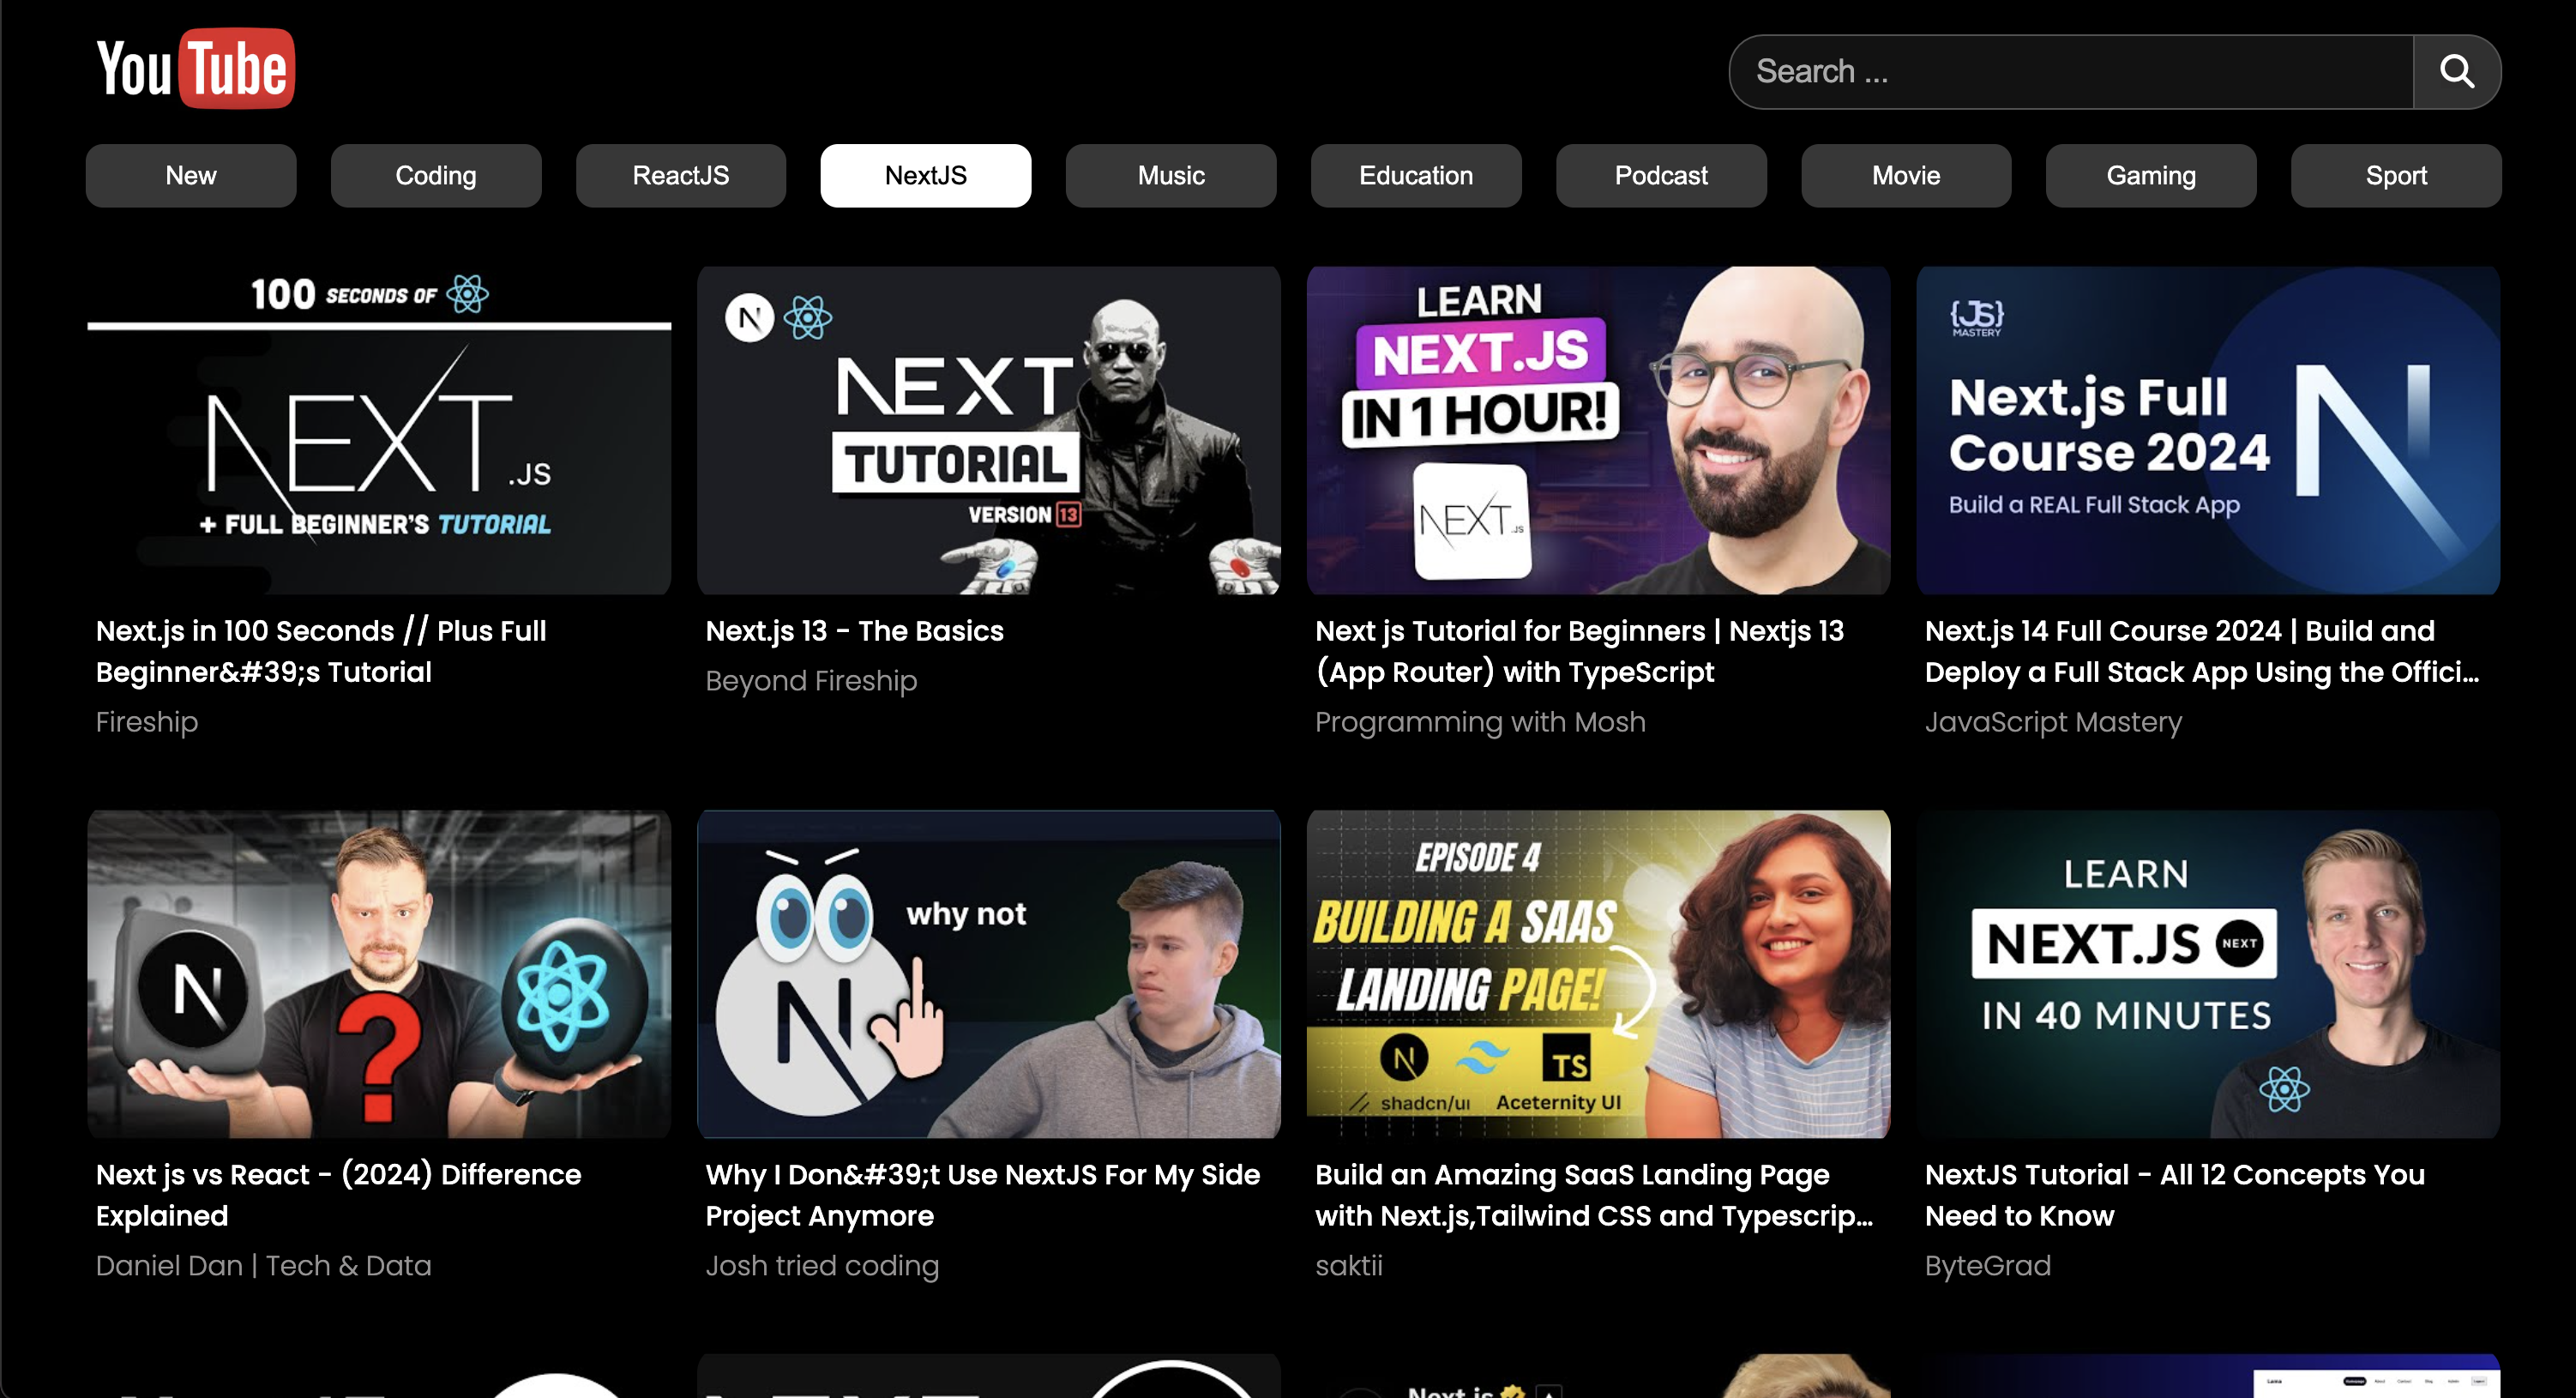 YouTube
Search ...
New
Coding
ReactJS
NextJS
Music
Education
Podcast
Movie
Gaming
Sport
100 SECONDS OF
NEXT.JS
+ FULL BEGINNER'S TUTORIAL
Next.js in 100 Seconds // Plus Full
Beginner&#39;s Tutorial
Fireship
N
NEXT
TUTORIAL
VERSION 13
Next.js 13 - The Basics
Beyond Fireship
LEARN
NEXT.JS
IN 1 HOUR!
NEXT.JS
Next js Tutorial for Beginners | Nextjs 13
(App Router) with TypeScript
Programming with Mosh
{JS}
MASTERY
Next.js Full
Course 2024
Build a REAL Full Stack App
N
Next.js 14 Full Course 2024 | Build and
Deploy a Full Stack App Using the Offici...
JavaScript Mastery
N
?
Next js vs React - (2024) Difference
Explained
Daniel Dan | Tech & Data
why not
N
Why I Don&#39;t Use NextJS For My Side
Project Anymore
Josh tried coding
EPISODE 4
BUILDING A SAAS
LANDING PAGE!
N
TS
shadcn/ui Aceternity UI
Build an Amazing SaaS Landing Page
with Next.js,Tailwind CSS and Typescrip...
saktii
LEARN
NEXT.JS NEXT
IN 40 MINUTES
NextJS Tutorial - All 12 Concepts You
Need to Know
ByteGrad
Next.js
Lama